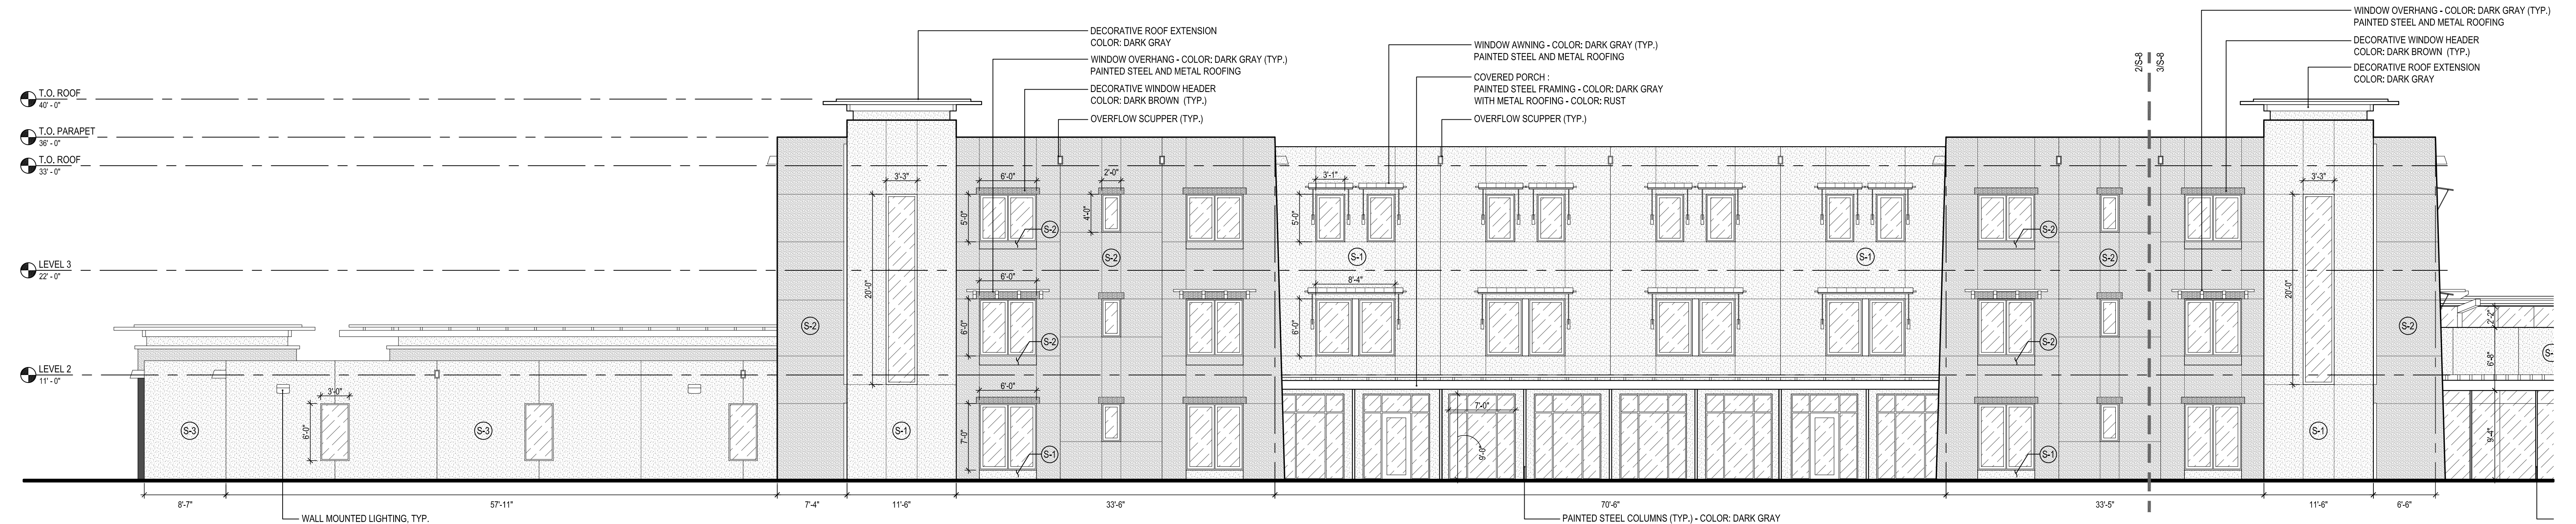 DECORATIVE ROOF EXTENSION
COLOR: DARK GRAY
WINDOW OVERHANG - COLOR: DARK GRAY (TYP.)
PAINTED STEEL AND METAL ROOFING
DECORATIVE WINDOW HEADER
COLOR: DARK BROWN (TYP.)
OVERFLOW SCUPPER (TYP.)
WINDOW AWNING - COLOR: DARK GRAY (TYP.)
PAINTED STEEL AND METAL ROOFING
COVERED PORCH :
PAINTED STEEL FRAMING - COLOR: DARK GRAY
WITH METAL ROOFING - COLOR: RUST
OVERFLOW SCUPPER (TYP.)
2/S-8
3/S-8
WINDOW OVERHANG - COLOR: DARK GRAY (TYP.)
PAINTED STEEL AND METAL ROOFING
DECORATIVE WINDOW HEADER
COLOR: DARK BROWN (TYP.)
DECORATIVE ROOF EXTENSION
COLOR: DARK GRAY
T.O. ROOF
40' - 0"
T.O. PARAPET
36' - 0"
T.O. ROOF
33' - 0"
LEVEL 3
22' - 0"
LEVEL 2
11' - 0"
3'-3"
6'-0"
2'-0"
3'-1"
3'-3"
5'-0"
4'-0"
5'-0"
S-2
S-2
S-2
S-1
S-1
S-2
20'-0"
6'-0"
8'-4"
20'-0"
S-2
6'-0"
S-2
6'-0"
S-2
S-2
2'-2"
6'-8"
3'-0"
6'-0"
7'-0"
6'-0"
S-3
S-3
S-1
7'-0"
S-1
9'-0"
S-1
S-1
9'-4"
8'-7"
57'-11"
7'-4"
11'-6"
33'-6"
70'-6"
33'-5"
11'-6"
6'-6"
WALL MOUNTED LIGHTING, TYP.
PAINTED STEEL COLUMNS (TYP.) - COLOR: DARK GRAY